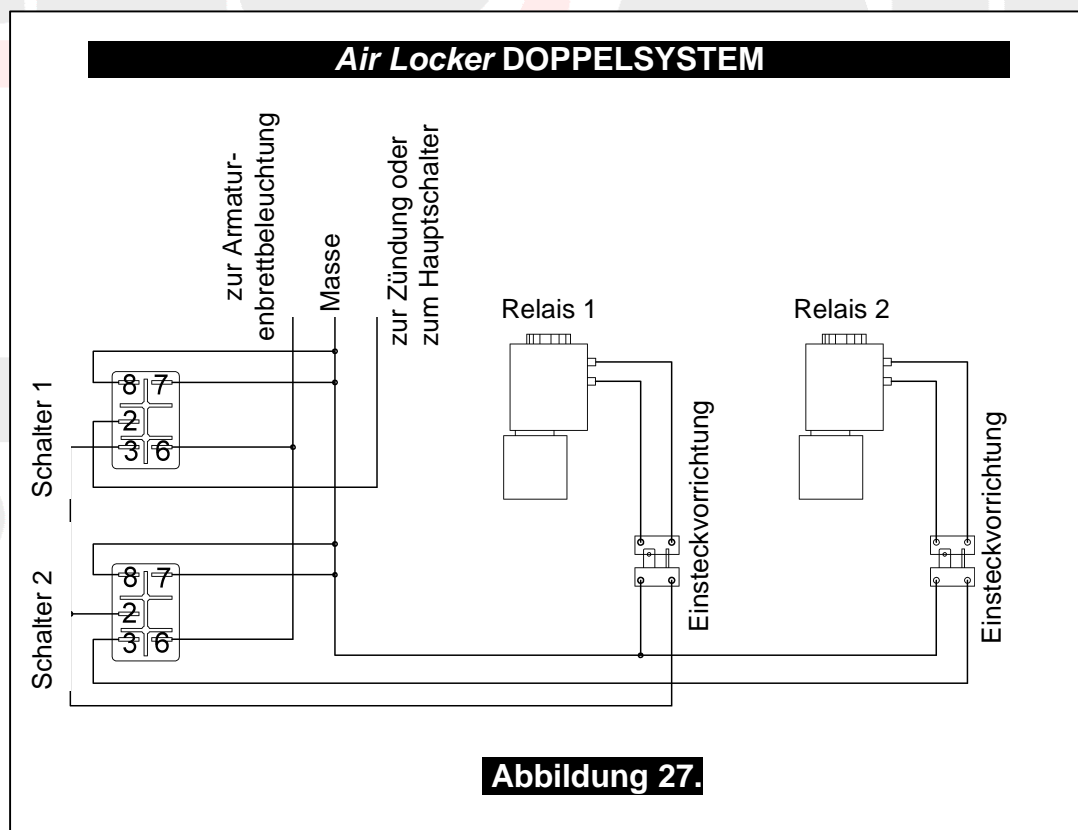 Air Locker DOPPELSYSTEM
zur Armatur-
enbrettbeleuchtung
Masse
zur Zündung oder
zum Hauptschalter
Relais 1
Relais 2
Schalter 1
8 7
2
3 6
Einsteckvorrichtung
Einsteckvorrichtung
Schalter 2
8 7
2
3 6
Abbildung 27.